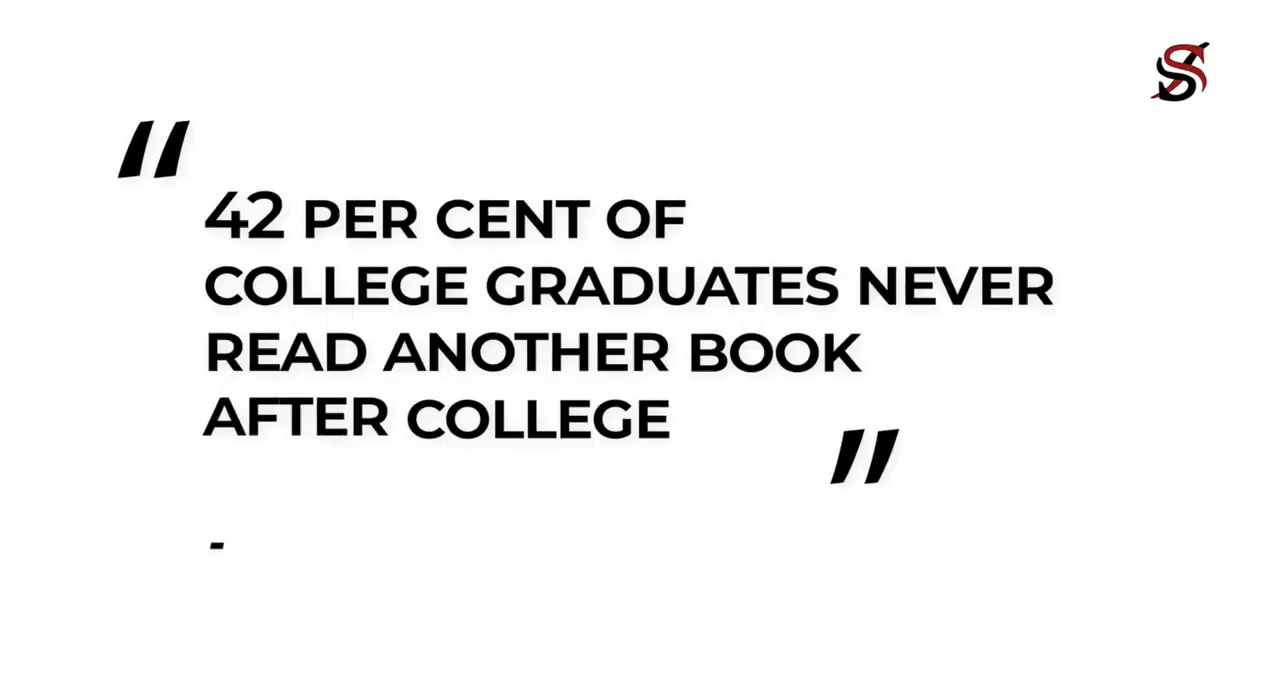 “
42 PER CENT OF
COLLEGE GRADUATES NEVER
READ ANOTHER BOOK
AFTER COLLEGE
”
-